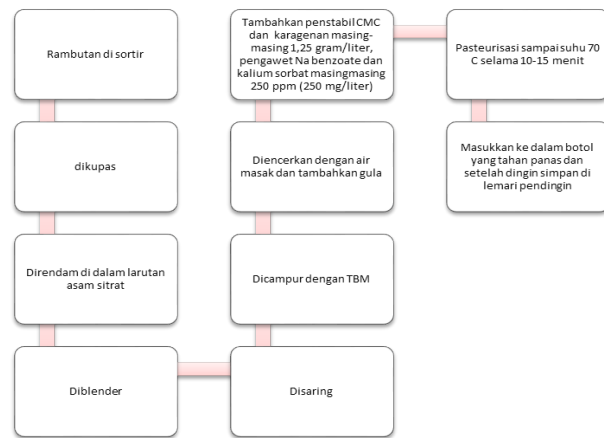 Rambutan di sortir
dikupas
Direndam di dalam larutan
asam sitrat
Diblender
Disaring
Dicampur dengan TBM
Diencerkan dengan air
masak dan tambahkan gula
Tambahkan penstabil CMC
dan karagenan masing-
masing 1,25 gram/liter,
pengawet Na benzoate dan
kalium sorbat masingmasing
250 ppm (250 mg/liter)
Pasteurisasi sampai suhu 70
C selama 10-15 menit
Masukkan ke dalam botol
yang tahan panas dan
setelah dingin simpan di
lemari pendingin